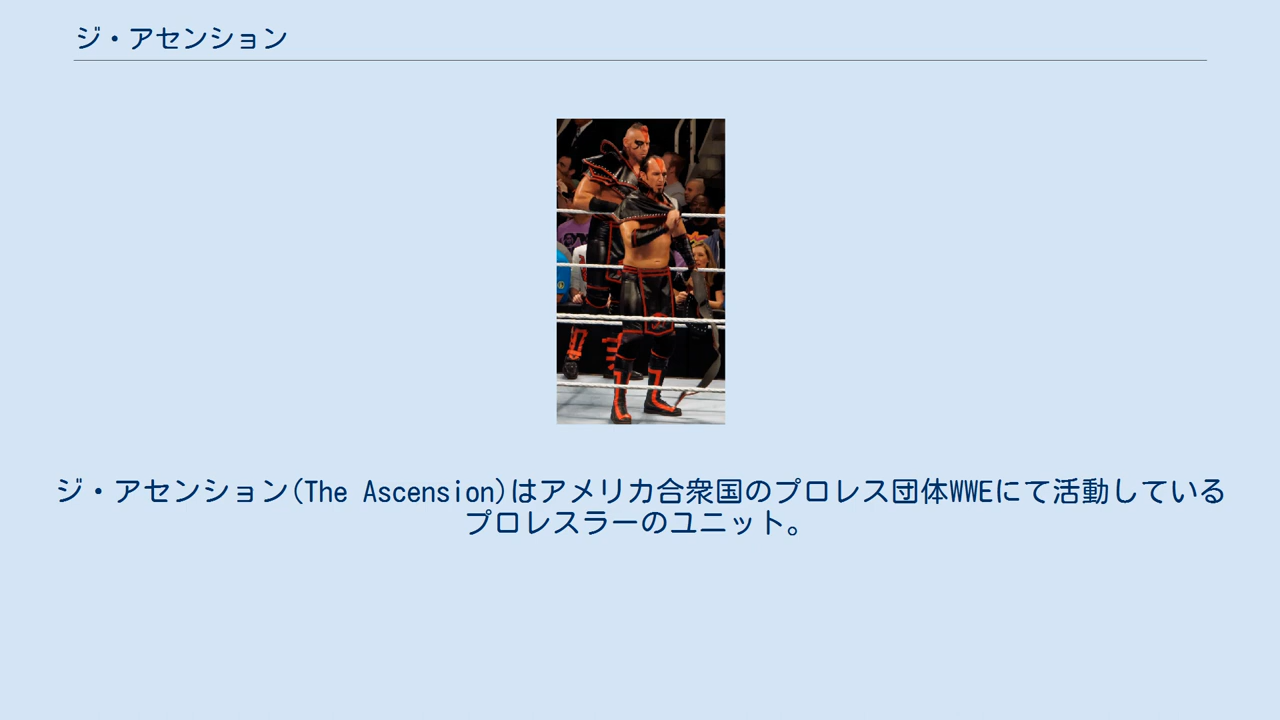 ジ・アセンション
ジ・アセンション(The Ascension)はアメリカ合衆国のプロレス団体WWEにて活動している
プロレスラーのユニット。